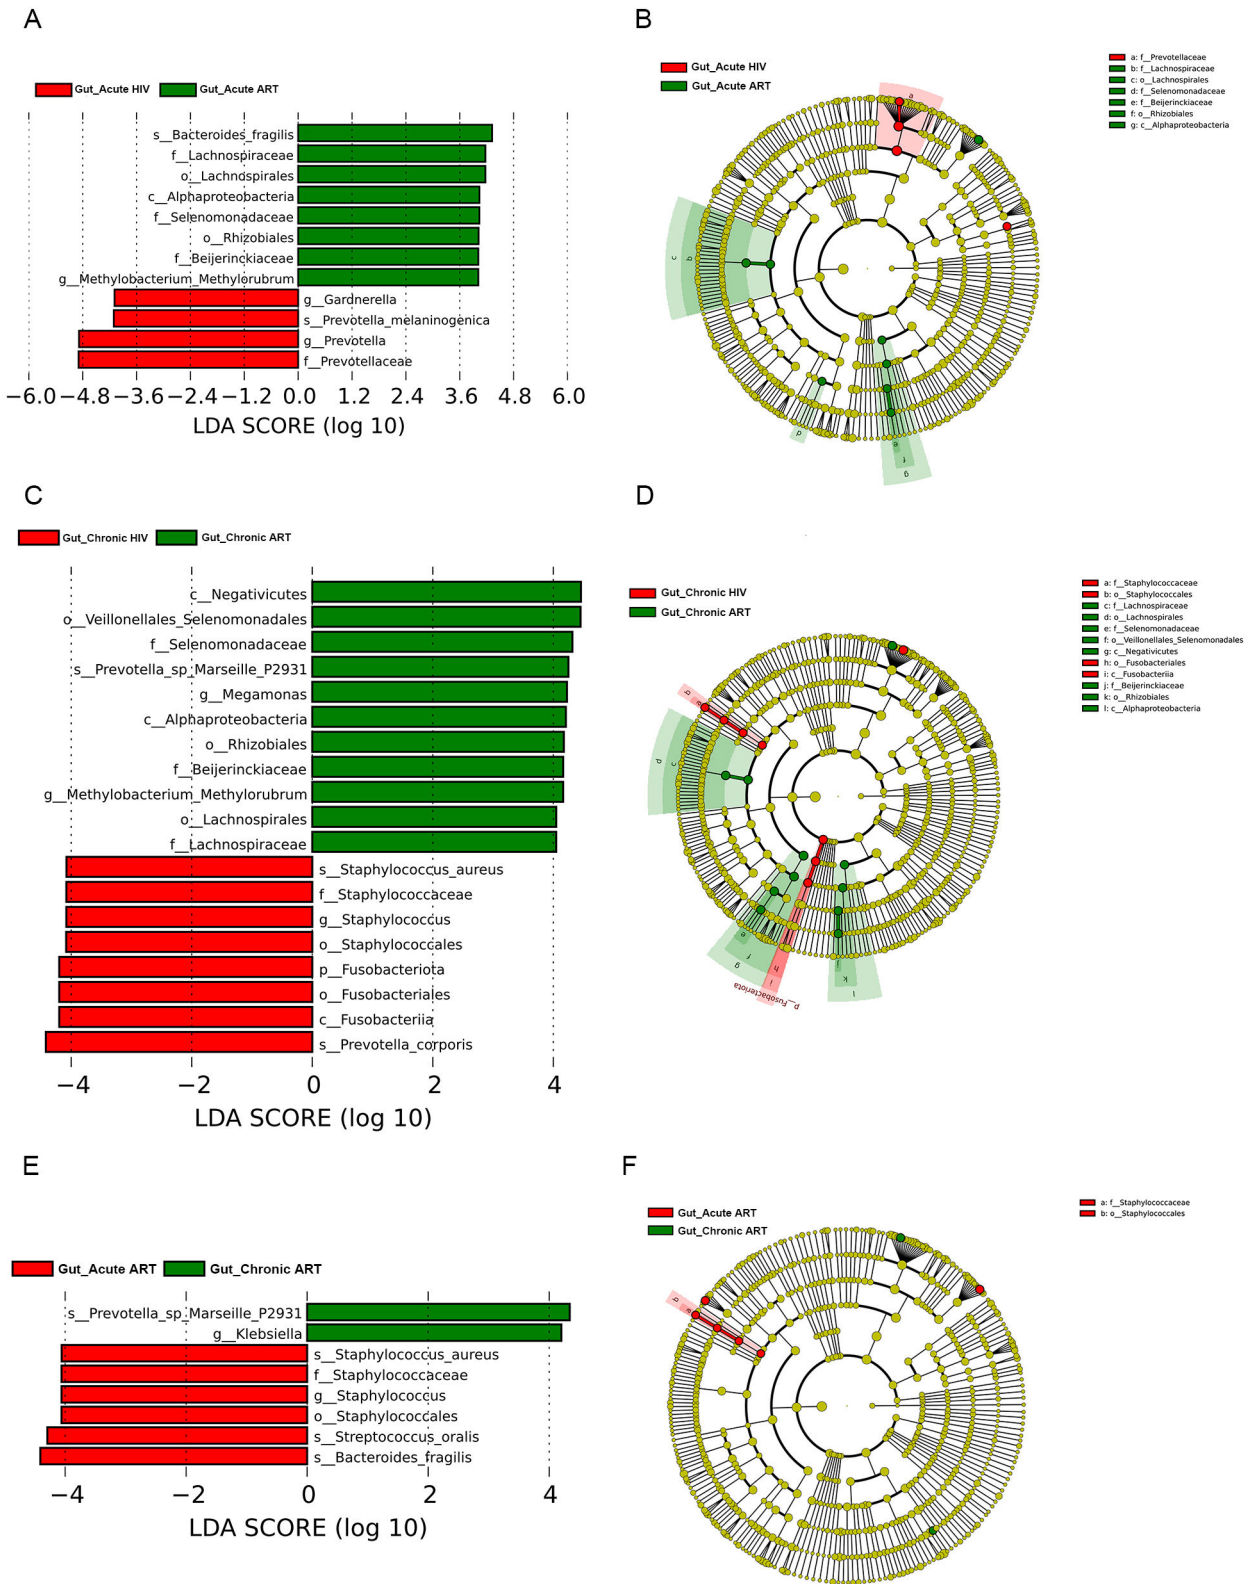 A
Gut_Acute HIV
Gut_Acute ART
s__Bacteroides_fragilis
f__Lachnospiraceae
o__Lachnospirales
c__Alphaproteobacteria
f__Selenomonadaceae
o__Rhizobiales
f__Beijerinckiaceae
g__Methylobacterium_Methylorubrum
g__Gardnerella
s__Prevotella_melaninogenica
g__Prevotella
f__Prevotellaceae
−6.0 −4.8 −3.6 −2.4 −1.2 0.0 1.2 2.4 3.6 4.8 6.0
LDA SCORE (log 10)
B
Gut_Acute HIV
Gut_Acute ART
a: f__Prevotellaceae
b: f__Lachnospiraceae
c: o__Lachnospirales
d: f__Selenomonadaceae
e: f__Beijerinckiaceae
f: o__Rhizobiales
g: c__Alphaproteobacteria
a
b
c
d
e
f
g
C
Gut_Chronic HIV
Gut_Chronic ART
c__Negativicutes
o__Veillonellales_Selenomonadales
f__Selenomonadaceae
s__Prevotella_sp_Marseille_P2931
g__Megamonas
c__Alphaproteobacteria
o__Rhizobiales
f__Beijerinckiaceae
g__Methylobacterium_Methylorubrum
o__Lachnospirales
f__Lachnospiraceae
s__Staphylococcus_aureus
f__Staphylococcaceae
g__Staphylococcus
o__Staphylococcales
p__Fusobacteriota
o__Fusobacteriales
c__Fusobacteriia
s__Prevotella_corporis
−4 −2 0 2 4
LDA SCORE (log 10)
D
Gut_Chronic HIV
Gut_Chronic ART
a: f__Staphylococcaceae
b: o__Staphylococcales
c: f__Lachnospiraceae
d: o__Lachnospirales
e: f__Selenomonadaceae
f: o__Veillonellales_Selenomonadales
g: c__Negativicutes
h: o__Fusobacteriales
i: c__Fusobacteriia
j: f__Beijerinckiaceae
k: o__Rhizobiales
l: c__Alphaproteobacteria
a
b
c
d
e
f
g
h
i
p__Fusobacteriota
j
k
l
E
Gut_Acute ART
Gut_Chronic ART
s__Prevotella_sp_Marseille_P2931
g__Klebsiella
s__Staphylococcus_aureus
f__Staphylococcaceae
g__Staphylococcus
o__Staphylococcales
s__Streptococcus_oralis
s__Bacteroides_fragilis
−4 −2 0 2 4
LDA SCORE (log 10)
F
Gut_Acute ART
Gut_Chronic ART
a: f__Staphylococcaceae
b: o__Staphylococcales
a
b